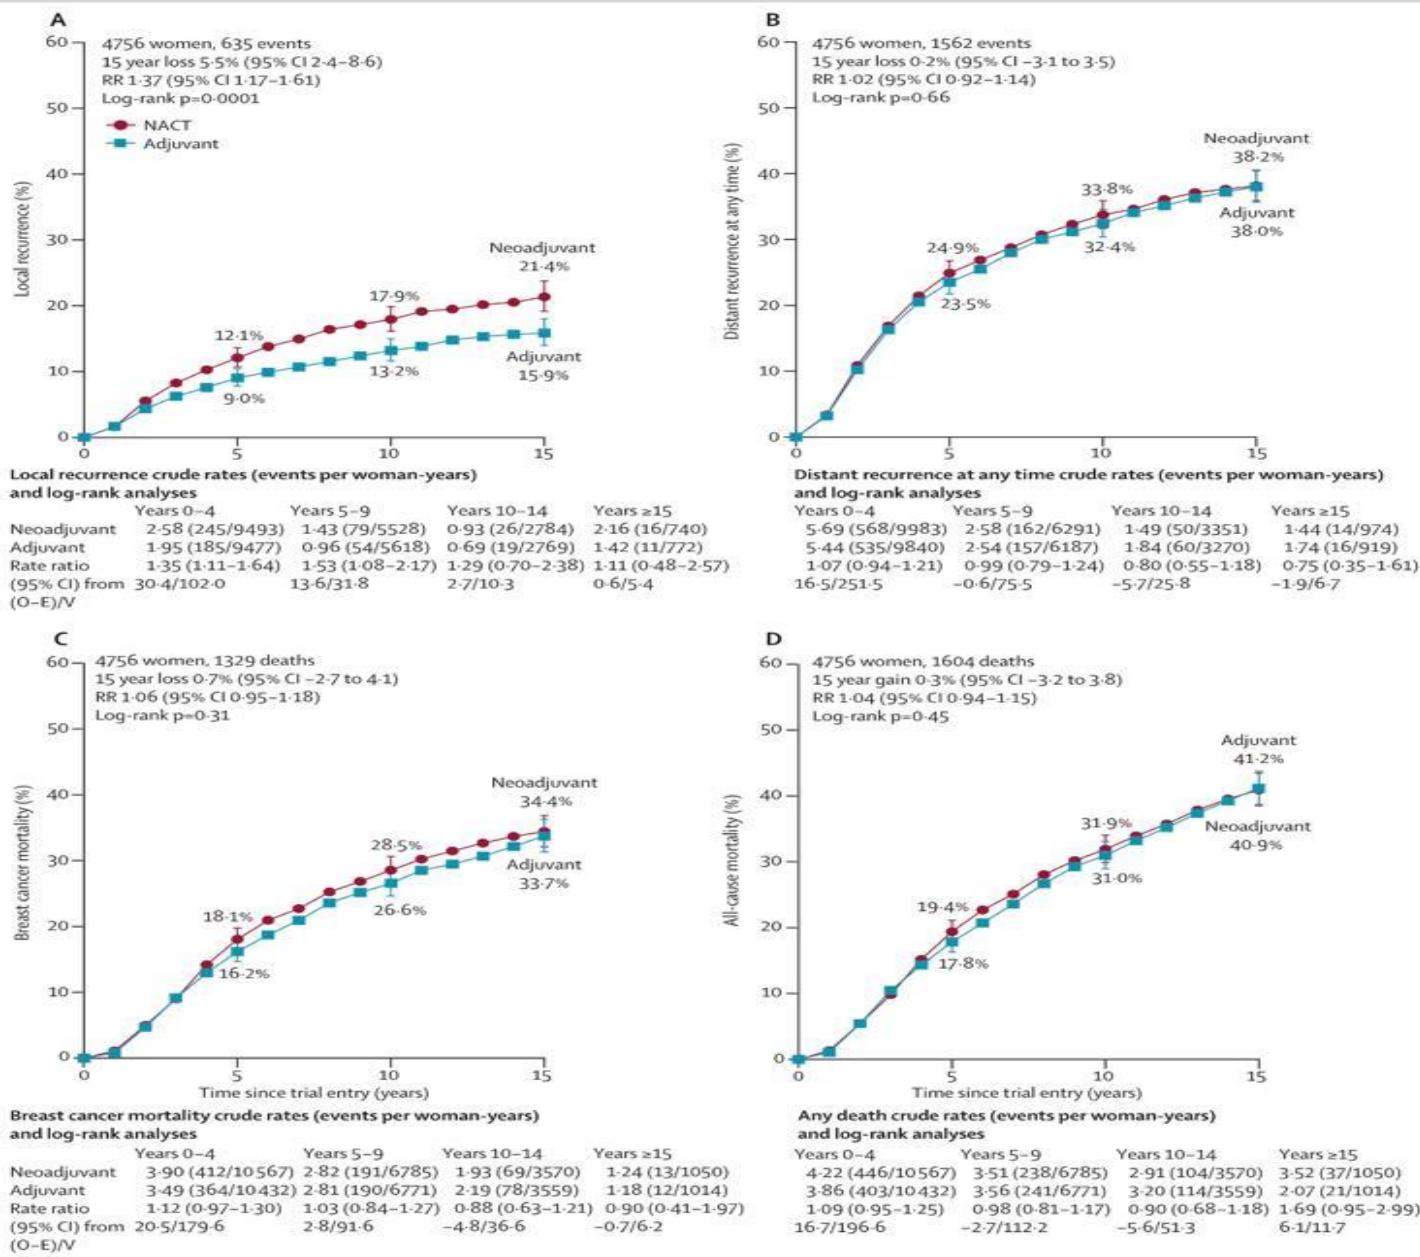 A
60
4756 women, 635 events
15 year loss 5·5% (95% CI 2·4–8·6)
RR 1·37 (95% CI 1·17–1·61)
Log-rank p=0·0001
NACT
Adjuvant
50
40
30
20
10
0
Local recurrence (%)
Neoadjuvant
21·4%
17·9%
12·1%
Adjuvant
15·9%
13·2%
9·0%
0 5 10 15
Local recurrence crude rates (events per woman-years)
and log-rank analyses
Years 0–4 Years 5–9 Years 10–14 Years ≥15
Neoadjuvant 2·58 (245/9493) 1·43 (79/5528) 0·93 (26/2784) 2·16 (16/740)
Adjuvant 1·95 (185/9477) 0·96 (54/5618) 0·69 (19/2769) 1·42 (11/772)
Rate ratio 1·35 (1·11–1·64) 1·53 (1·08–2·17) 1·29 (0·70–2·38) 1·11 (0·48–2·57)
(95% CI) from 30·4/102·0 13·6/31·8 2·7/10·3 0·6/5·4
(O–E)/V
B
60
4756 women, 1562 events
15 year loss 0·2% (95% CI –3·1 to 3·5)
RR 1·02 (95% CI 0·92–1·14)
Log-rank p=0·66
50
40
30
20
10
0
Distant recurrence at any time (%)
Neoadjuvant
38·2%
33·8%
24·9%
Adjuvant
38·0%
32·4%
23·5%
0 5 10 15
Distant recurrence at any time crude rates (events per woman-years)
and log-rank analyses
Years 0–4 Years 5–9 Years 10–14 Years ≥15
5·69 (568/9983) 2·58 (162/6291) 1·49 (50/3351) 1·44 (14/974)
5·44 (535/9840) 2·54 (157/6187) 1·84 (60/3270) 1·74 (16/919)
1·07 (0·94–1·21) 0·99 (0·79–1·24) 0·80 (0·55–1·18) 0·75 (0·35–1·61)
16·5/251·5 –0·6/75·5 –5·7/25·8 –1·9/6·7
C
60
4756 women, 1329 deaths
15 year loss 0·7% (95% CI –2·7 to 4·1)
RR 1·06 (95% CI 0·95–1·18)
Log-rank p=0·31
50
40
30
20
10
0
Breast cancer mortality (%)
Neoadjuvant
34·4%
28·5%
18·1%
Adjuvant
33·7%
26·6%
16·2%
0 5 10 15
Time since trial entry (years)
Breast cancer mortality crude rates (events per woman-years)
and log-rank analyses
Years 0–4 Years 5–9 Years 10–14 Years ≥15
Neoadjuvant 3·90 (412/10 567) 2·82 (191/6785) 1·93 (69/3570) 1·24 (13/1050)
Adjuvant 3·49 (364/10 432) 2·81 (190/6771) 2·19 (78/3559) 1·18 (12/1014)
Rate ratio 1·12 (0·97–1·30) 1·03 (0·84–1·27) 0·88 (0·63–1·21) 0·90 (0·41–1·97)
(95% CI) from 20·5/179·6 2·8/91·6 –4·8/36·6 –0·7/6·2
(O–E)/V
D
60
4756 women, 1604 deaths
15 year gain 0·3% (95% CI –3·2 to 3·8)
RR 1·04 (95% CI 0·94–1·15)
Log-rank p=0·45
50
40
30
20
10
0
All-cause mortality (%)
Adjuvant
41·2%
31·9%
19·4%
Neoadjuvant
40·9%
31·0%
17·8%
0 5 10 15
Time since trial entry (years)
Any death crude rates (events per woman-years)
and log-rank analyses
Years 0–4 Years 5–9 Years 10–14 Years ≥15
4·22 (446/10 567) 3·51 (238/6785) 2·91 (104/3570) 3·52 (37/1050)
3·86 (403/10 432) 3·56 (241/6771) 3·20 (114/3559) 2·07 (21/1014)
1·09 (0·95–1·25) 0·98 (0·81–1·17) 0·90 (0·68–1·18) 1·69 (0·95–2·99)
16·7/196·6 –2·7/112·2 –5·6/51·3 6·1/11·7